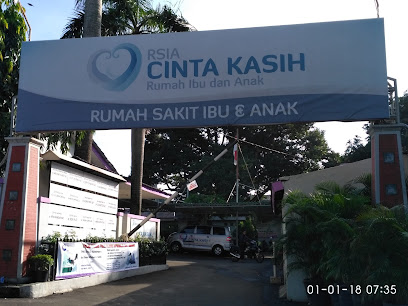 RSIA
CINTA KASIH
Rumah Ibu dan Anak
RUMAH SAKIT IBU & ANAK
01-01-18 07:35